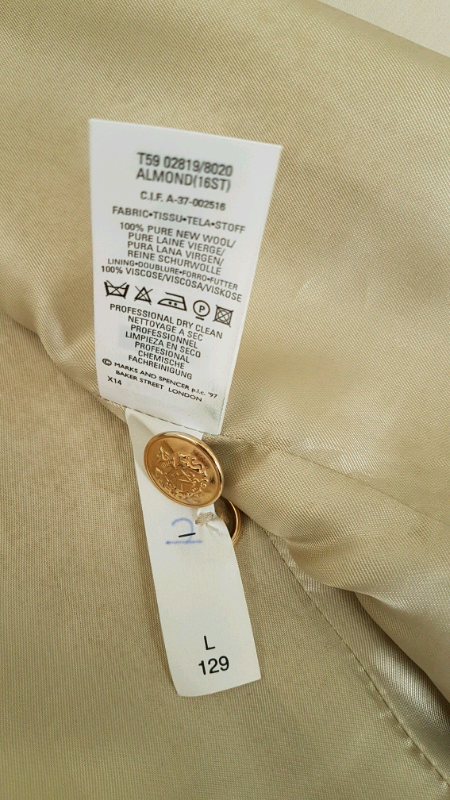 T59 02819/8020
ALMOND(16ST)
C.I.F. A-37-002516
FABRIC•TISSU•TELA•STOFF
100% PURE NEW WOOL/
PURE LAINE VIERGE/
PURA LANA VIRGEN/
REINE SCHURWOLLE
LINING•DOUBLURE•FORRO•FUTTER
100% VISCOSE/VISCOSA/VISKOSE
P
PROFESSIONAL DRY CLEAN
NETTOYAGE A SEC
PROFESSIONNEL
LIMPIEZA EN SECO
PROFESIONAL
CHEMISCHE
FACHREINIGUNG
© MARKS AND SPENCER p.l.c. '97
BAKER STREET LONDON
X14
L
129